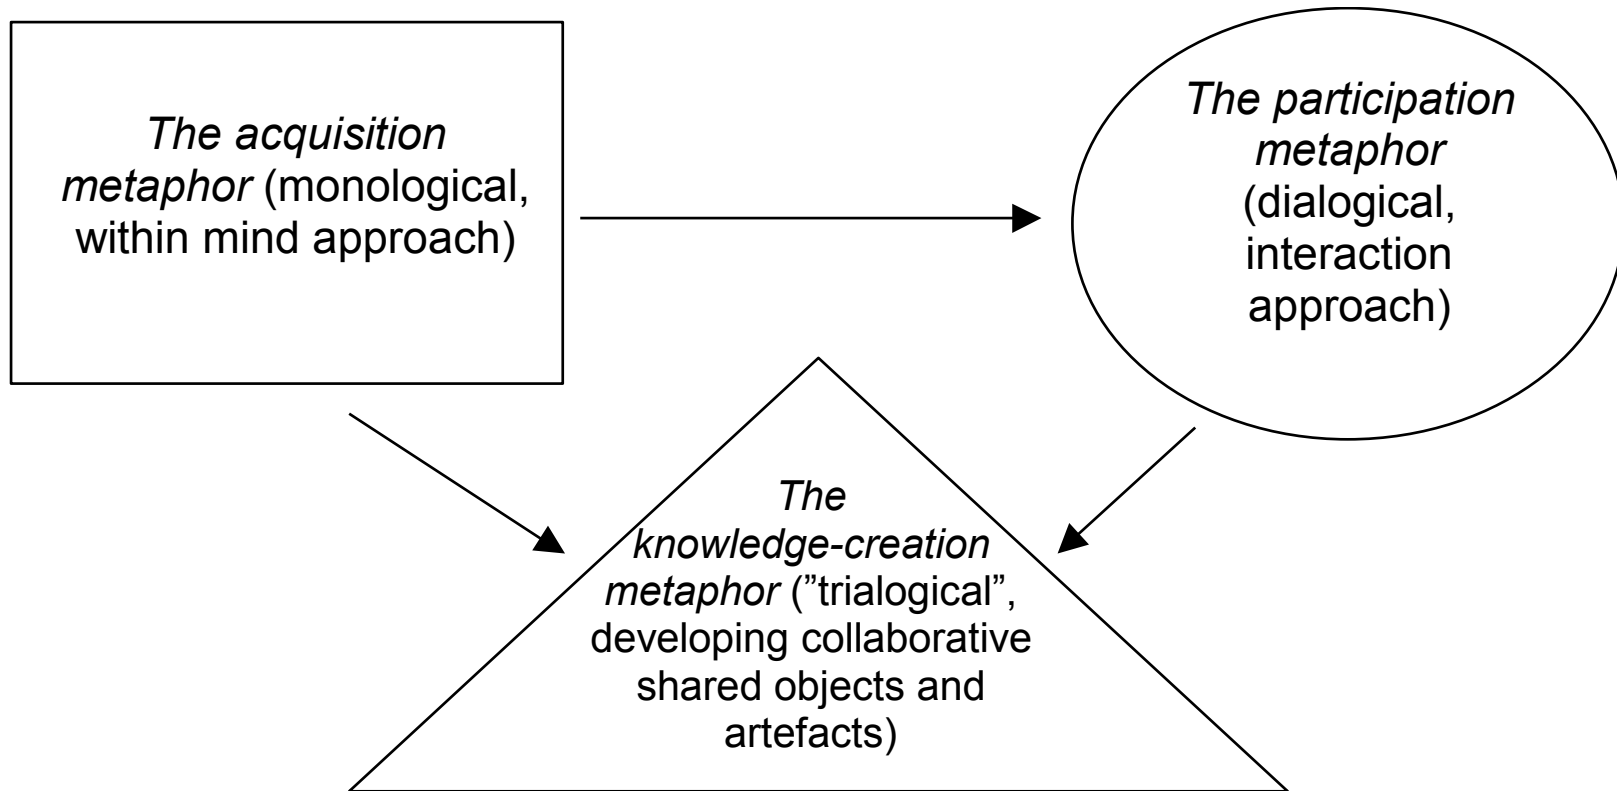 The acquisition
metaphor (monological,
within mind approach)
The participation
metaphor
(dialogical,
interaction
approach)
The
knowledge-creation
metaphor (”trialogical”,
developing collaborative
shared objects and
artefacts)